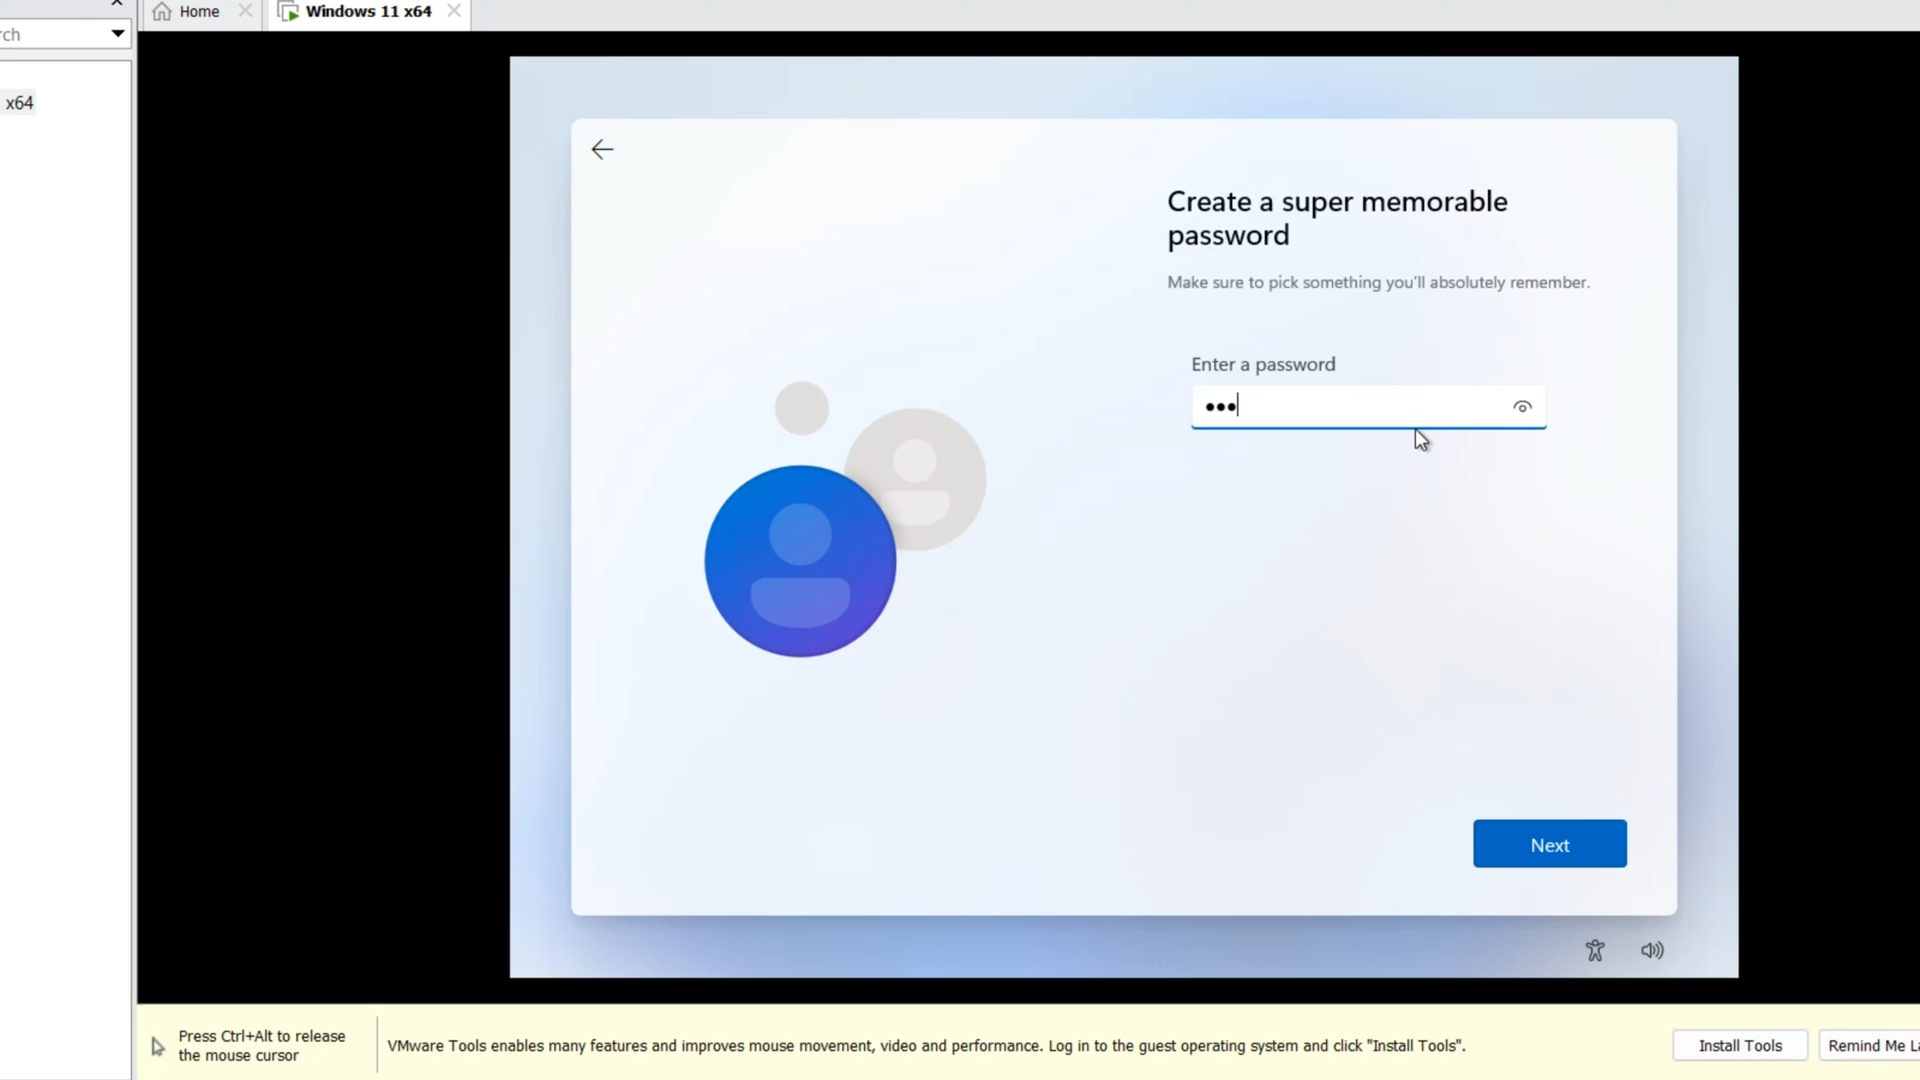 Home
Windows 11 x64
rch
x64
Create a super memorable
password
Make sure to pick something you'll absolutely remember.
Enter a password
•••
Next
Press Ctrl+Alt to release
the mouse cursor
VMware Tools enables many features and improves mouse movement, video and performance. Log in to the guest operating system and click "Install Tools".
Install Tools
Remind Me La